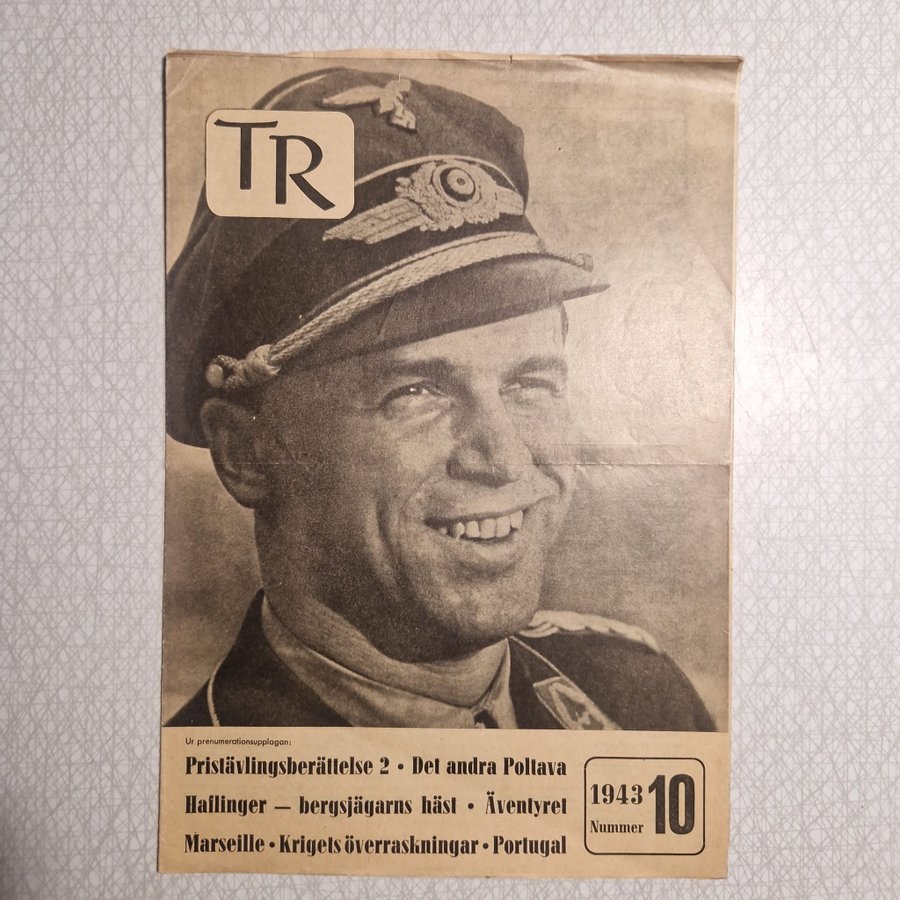 TR
Ur prenumerationsupplagan:
Pristävlingsberättelse 2 • Det andra Poltava
Haflinger — bergsjägarns häst • Äventyret
Marseille • Krigets överraskningar • Portugal
1943
Nummer 10